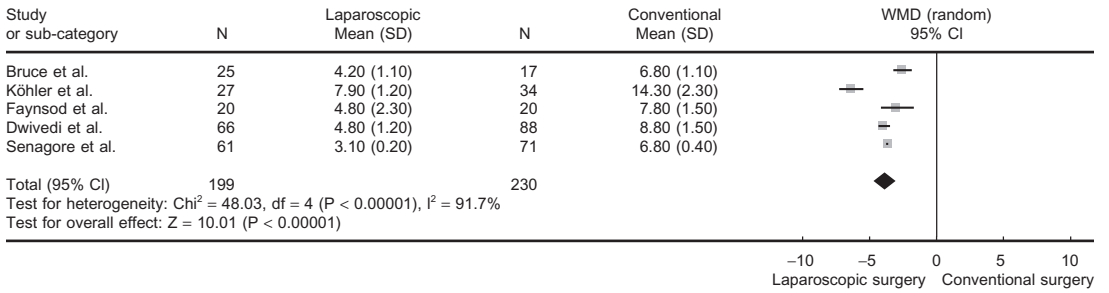 Study Laparoscopic Conventional WMD (random)
or sub-category N Mean (SD) N Mean (SD) 95% CI
Bruce et al. 25 4.20 (1.10) 17 6.80 (1.10)
Köhler et al. 27 7.90 (1.20) 34 14.30 (2.30)
Faynsod et al. 20 4.80 (2.30) 20 7.80 (1.50)
Dwivedi et al. 66 4.80 (1.20) 88 8.80 (1.50)
Senagore et al. 61 3.10 (0.20) 71 6.80 (0.40)
Total (95% CI) 199 230
Test for heterogeneity: Chi² = 48.03, df = 4 (P < 0.00001), I² = 91.7%
Test for overall effect: Z = 10.01 (P < 0.00001)
−10 −5 0 5 10
Laparoscopic surgery Conventional surgery